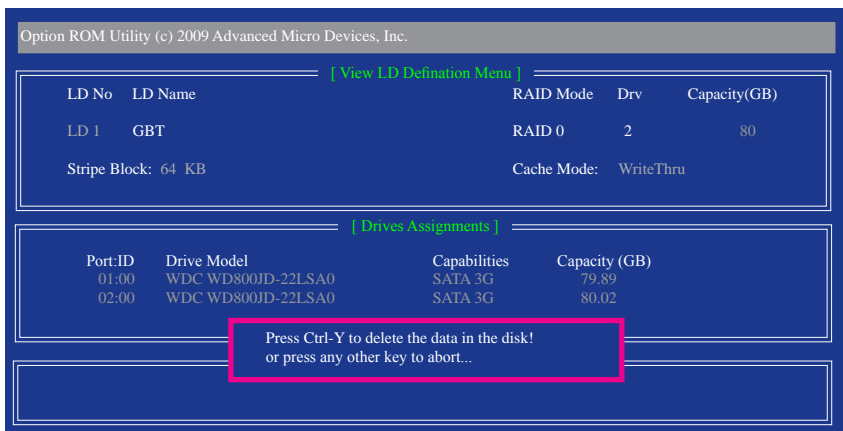 Option ROM Utility (c) 2009 Advanced Micro Devices, Inc.
[ View LD Defination Menu ]
LD No LD Name RAID Mode Drv Capacity(GB)
LD 1 GBT RAID 0 2 80
Stripe Block: 64 KB Cache Mode: WriteThru
[ Drives Assignments ]
Port:ID Drive Model Capabilities Capacity (GB)
01:00 WDC WD800JD-22LSA0 SATA 3G 79.89
02:00 WDC WD800JD-22LSA0 SATA 3G 80.02
Press Ctrl-Y to delete the data in the disk!
or press any other key to abort...